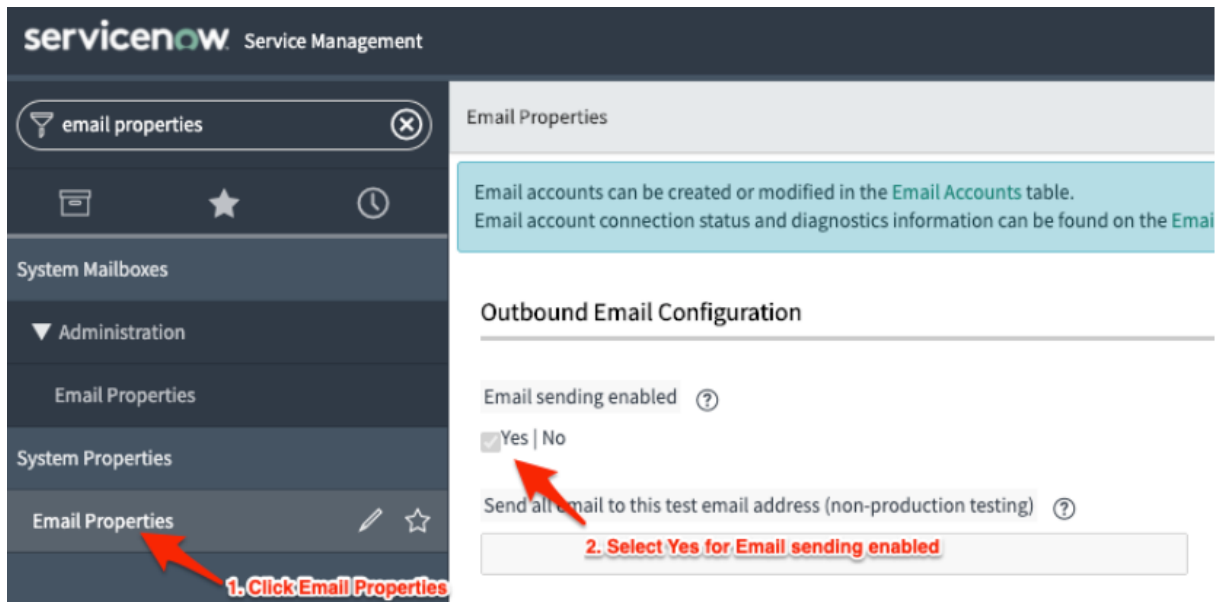 servicenow Service Management
email properties
Email Properties
Email accounts can be created or modified in the Email Accounts table.
Email account connection status and diagnostics information can be found on the Emai
System Mailboxes
Administration
Email Properties
System Properties
Email Properties
1. Click Email Properties
Outbound Email Configuration
Email sending enabled ?
Yes | No
Send all email to this test email address (non-production testing) ?
2. Select Yes for Email sending enabled